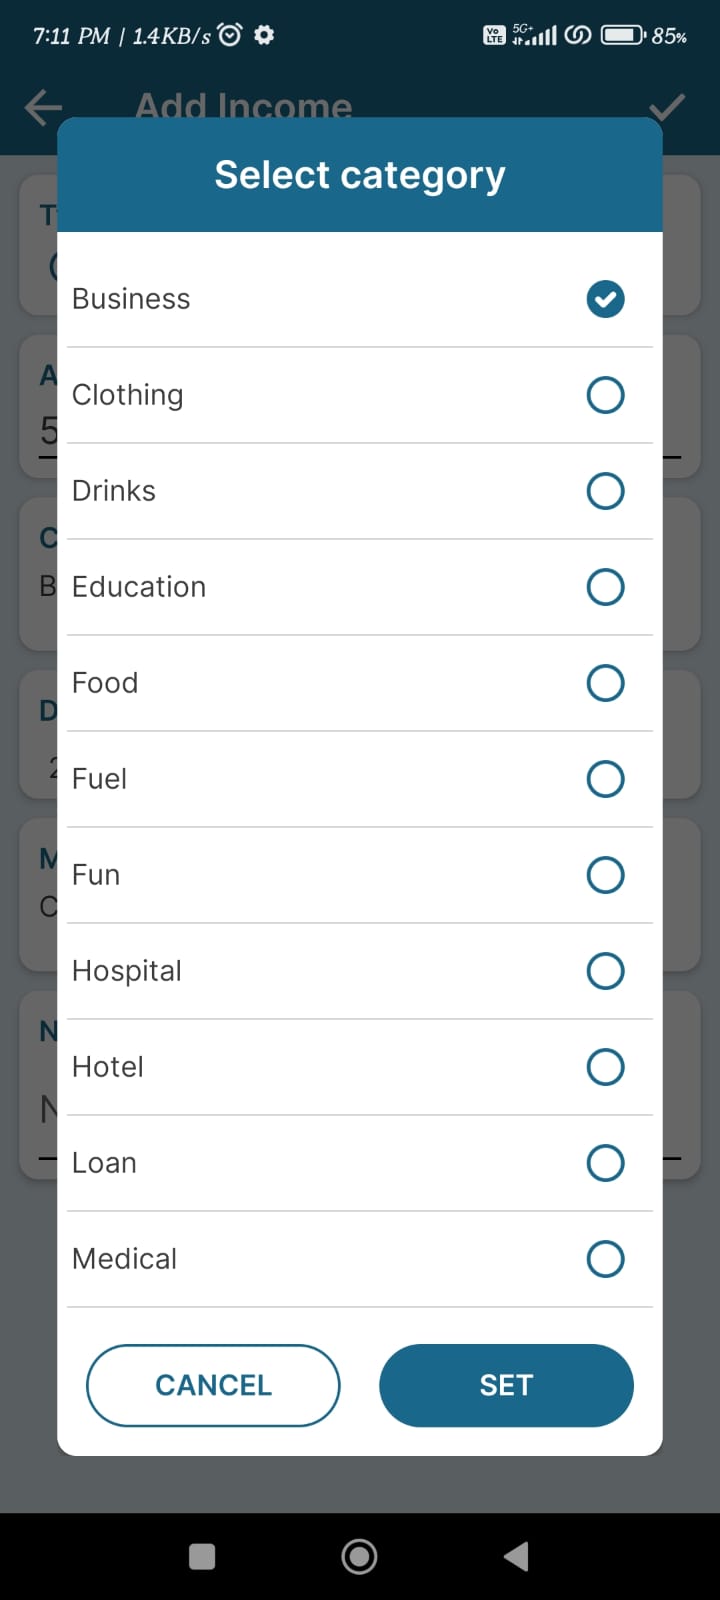 7:11 PM | 1.4KB/s
Vo LTE 5G+ 85%
Add Income
Select category
Business
Clothing
Drinks
Education
Food
Fuel
Fun
Hospital
Hotel
Loan
Medical
CANCEL
SET